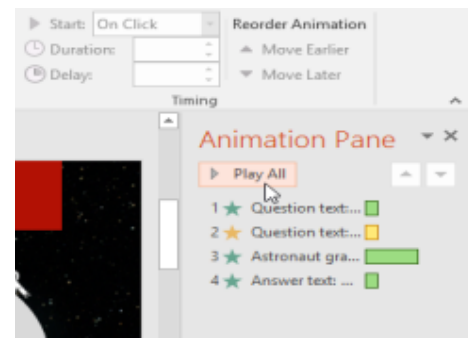 Start: On Click
Reorder Animation
Duration:
Move Earlier
Delay:
Move Later
Timing
Animation Pane
Play All
1 Question text:...
2 Question text:...
3 Astronaut gra...
4 Answer text: ...